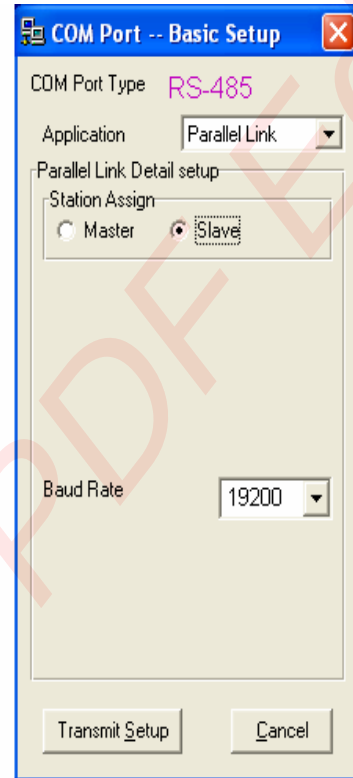 COM Port -- Basic Setup
COM Port Type RS-485
Application Parallel Link
Parallel Link Detail setup
Station Assign
Master Slave
Baud Rate 19200
Transmit Setup Cancel
PDF